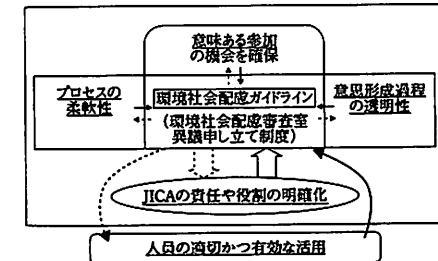 意味ある参加
の機会を確保
プロセスの
柔軟性
環境社会配慮ガイドライン
(環境社会配慮審査室
異議申し立て制度)
意思形成過程
の透明性
JICAの責任や役割の明確化
人員の適切かつ有効な活用